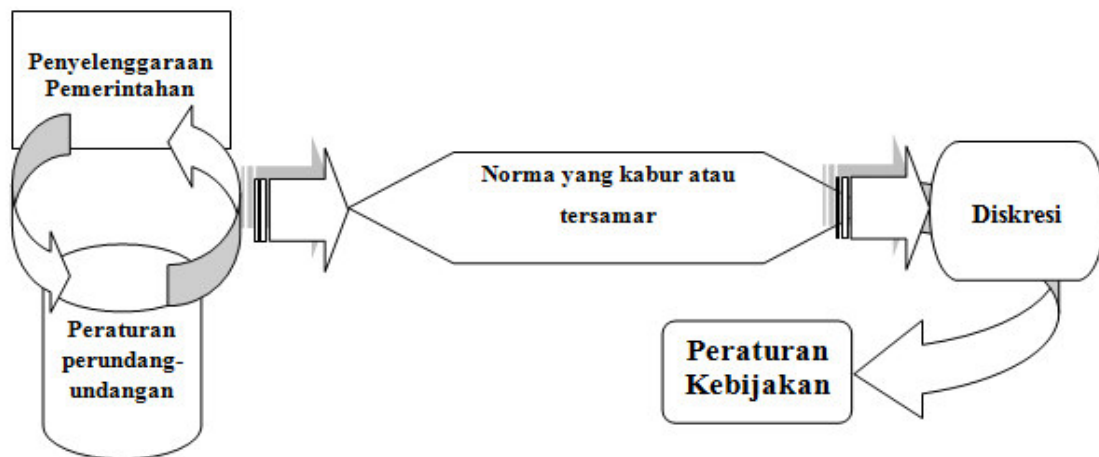 Penyelenggaraan
Pemerintahan
Peraturan
perundang-
undangan
Norma yang kabur atau
tersamar
Diskresi
Peraturan
Kebijakan